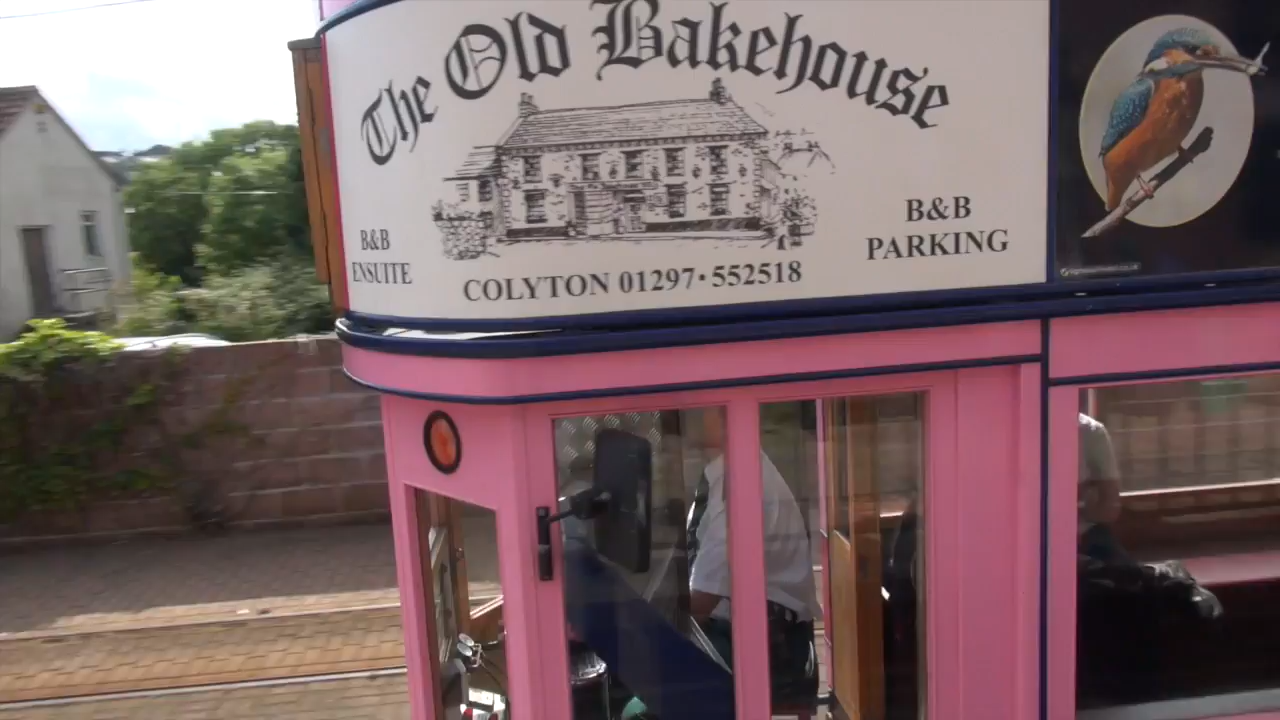 The Old Bakehouse
B&B
ENSUITE
B&B
PARKING
COLYTON 01297·552518